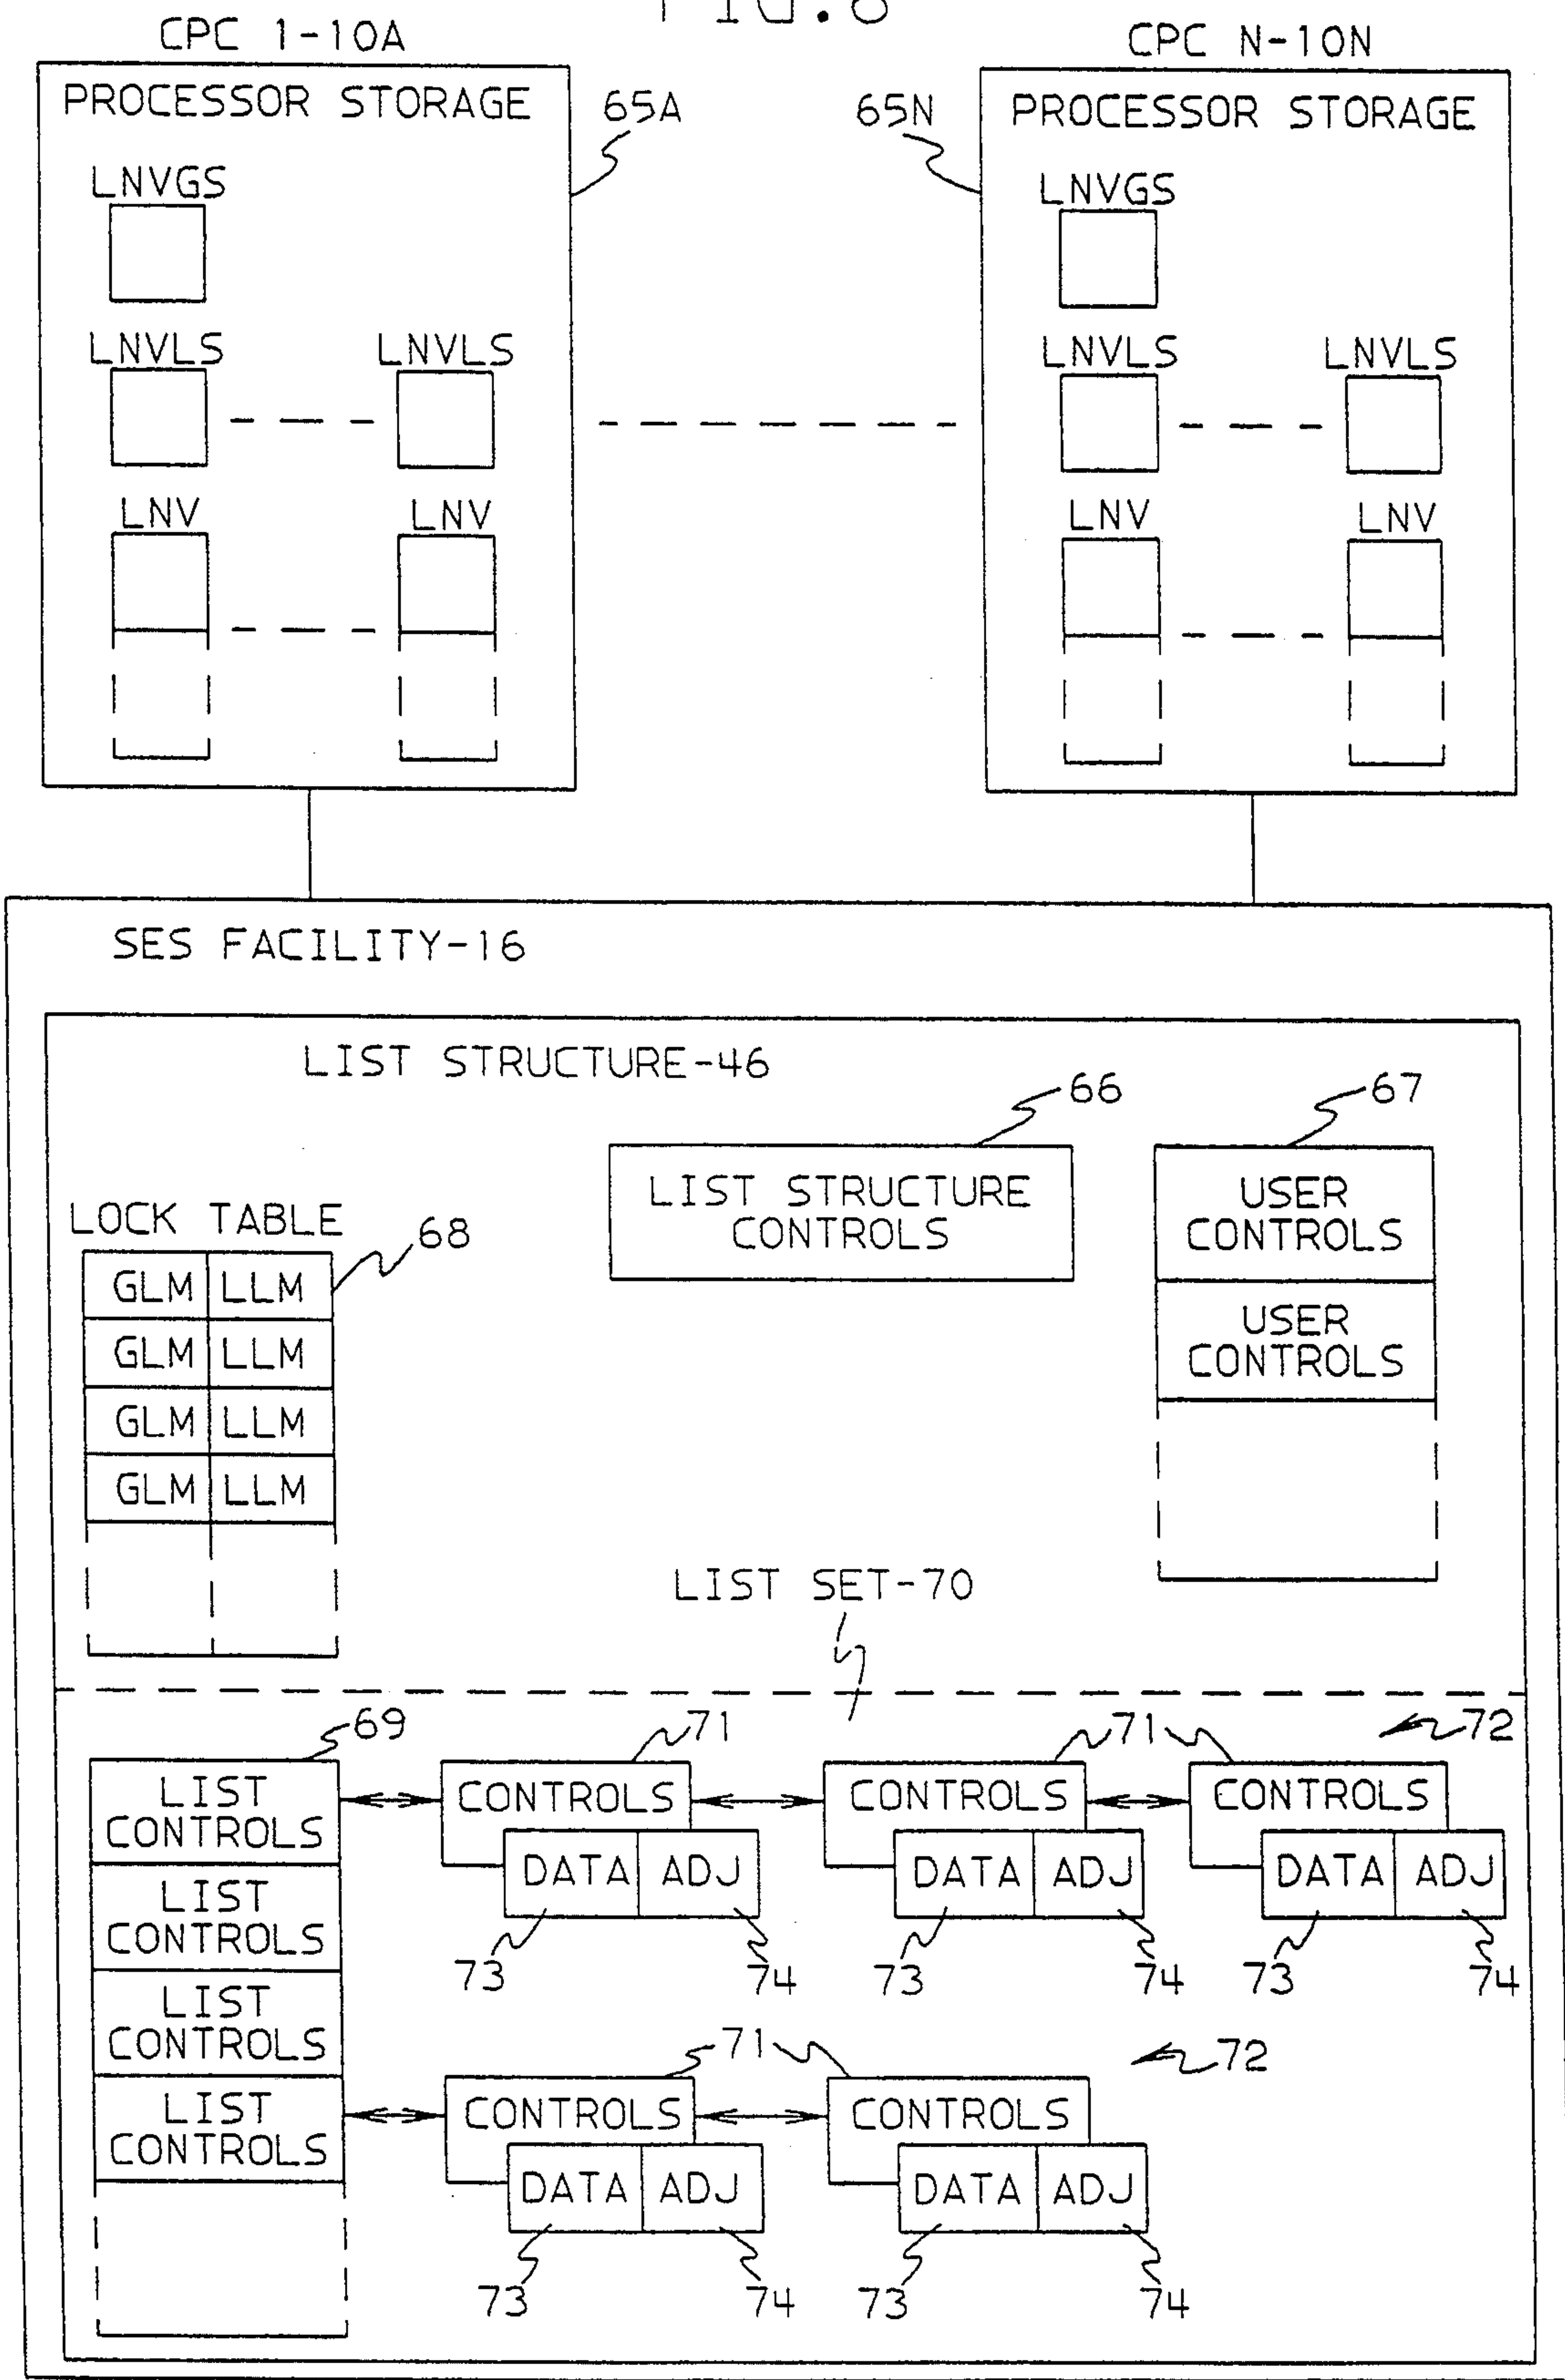 FIG.8
CPC 1-10A
CPC N-10N
PROCESSOR STORAGE
65A
65N
PROCESSOR STORAGE
LNVGS
LNVGS
LNVLS
LNVLS
LNVLS
LNVLS
LNV
LNV
LNV
LNV
SES FACILITY-16
LIST STRUCTURE-46
66
67
LIST STRUCTURE
CONTROLS
USER
CONTROLS
USER
CONTROLS
LOCK TABLE
68
GLM LLM
GLM LLM
GLM LLM
GLM LLM
LIST SET-70
69
71
71
72
LIST
CONTROLS
CONTROLS
CONTROLS
CONTROLS
DATA ADJ
DATA ADJ
DATA ADJ
LIST
CONTROLS
73
74
73
74
73
74
LIST
CONTROLS
71
72
LIST
CONTROLS
CONTROLS
CONTROLS
DATA ADJ
DATA ADJ
73
74
73
74